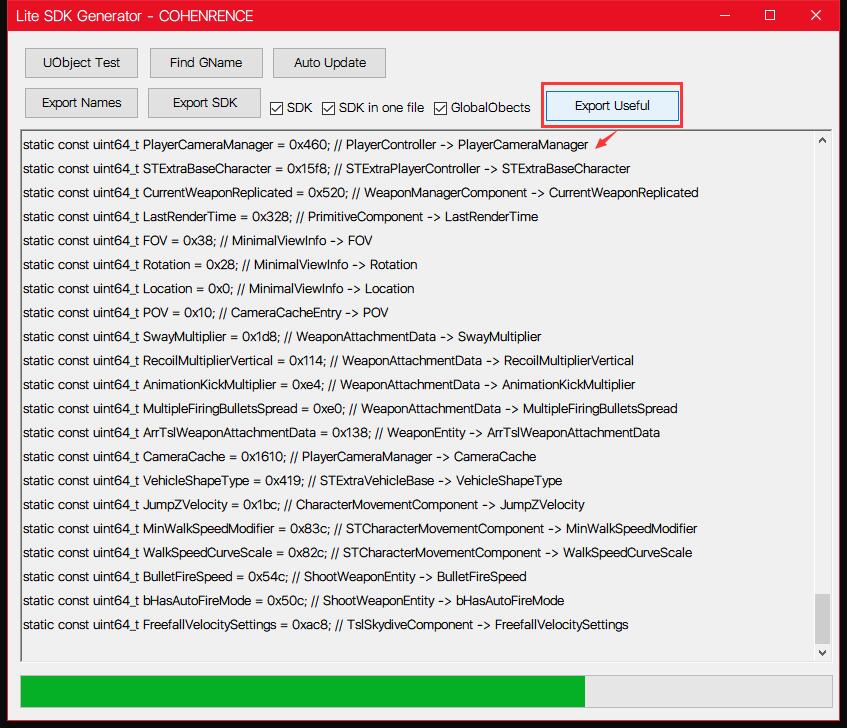 Lite SDK Generator - COHENRENCE
UObject Test Find GName Auto Update
Export Names Export SDK SDK SDK in one file GlobalObects Export Useful
static const uint64_t PlayerCameraManager = 0x460; // PlayerController -> PlayerCameraManager
static const uint64_t STExtraBaseCharacter = 0x15f8; // STExtraPlayerController -> STExtraBaseCharacter
static const uint64_t CurrentWeaponReplicated = 0x520; // WeaponManagerComponent -> CurrentWeaponReplicated
static const uint64_t LastRenderTime = 0x328; // PrimitiveComponent -> LastRenderTime
static const uint64_t FOV = 0x38; // MinimalViewInfo -> FOV
static const uint64_t Rotation = 0x28; // MinimalViewInfo -> Rotation
static const uint64_t Location = 0x0; // MinimalViewInfo -> Location
static const uint64_t POV = 0x10; // CameraCacheEntry -> POV
static const uint64_t SwayMultiplier = 0x1d8; // WeaponAttachmentData -> SwayMultiplier
static const uint64_t RecoilMultiplierVertical = 0x114; // WeaponAttachmentData -> RecoilMultiplierVertical
static const uint64_t AnimationKickMultiplier = 0xe4; // WeaponAttachmentData -> AnimationKickMultiplier
static const uint64_t MultipleFiringBulletsSpread = 0xe0; // WeaponAttachmentData -> MultipleFiringBulletsSpread
static const uint64_t ArrTslWeaponAttachmentData = 0x138; // WeaponEntity -> ArrTslWeaponAttachmentData
static const uint64_t CameraCache = 0x1610; // PlayerCameraManager -> CameraCache
static const uint64_t VehicleShapeType = 0x419; // STExtraVehicleBase -> VehicleShapeType
static const uint64_t JumpZVelocity = 0x1bc; // CharacterMovementComponent -> JumpZVelocity
static const uint64_t MinWalkSpeedModifier = 0x83c; // STCharacterMovementComponent -> MinWalkSpeedModifier
static const uint64_t WalkSpeedCurveScale = 0x82c; // STCharacterMovementComponent -> WalkSpeedCurveScale
static const uint64_t BulletFireSpeed = 0x54c; // ShootWeaponEntity -> BulletFireSpeed
static const uint64_t bHasAutoFireMode = 0x50c; // ShootWeaponEntity -> bHasAutoFireMode
static const uint64_t FreefallVelocitySettings = 0xac8; // TslSkydiveComponent -> FreefallVelocitySettings